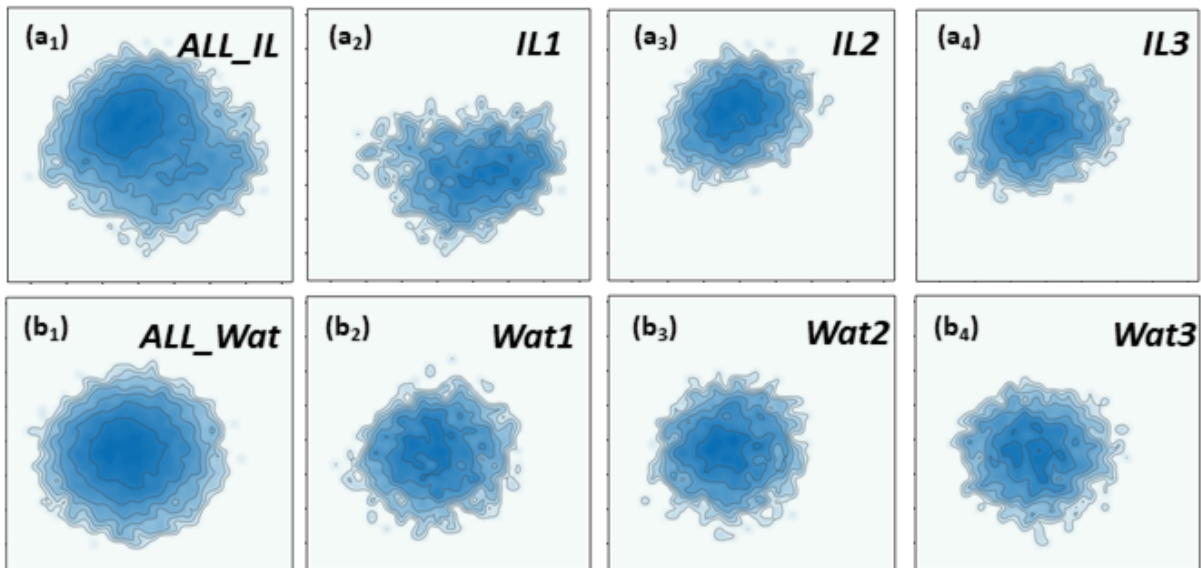 (a₁) ALL_IL
(a₂) IL1
(a₃) IL2
(a₄) IL3
(b₁) ALL_Wat
(b₂) Wat1
(b₃) Wat2
(b₄) Wat3